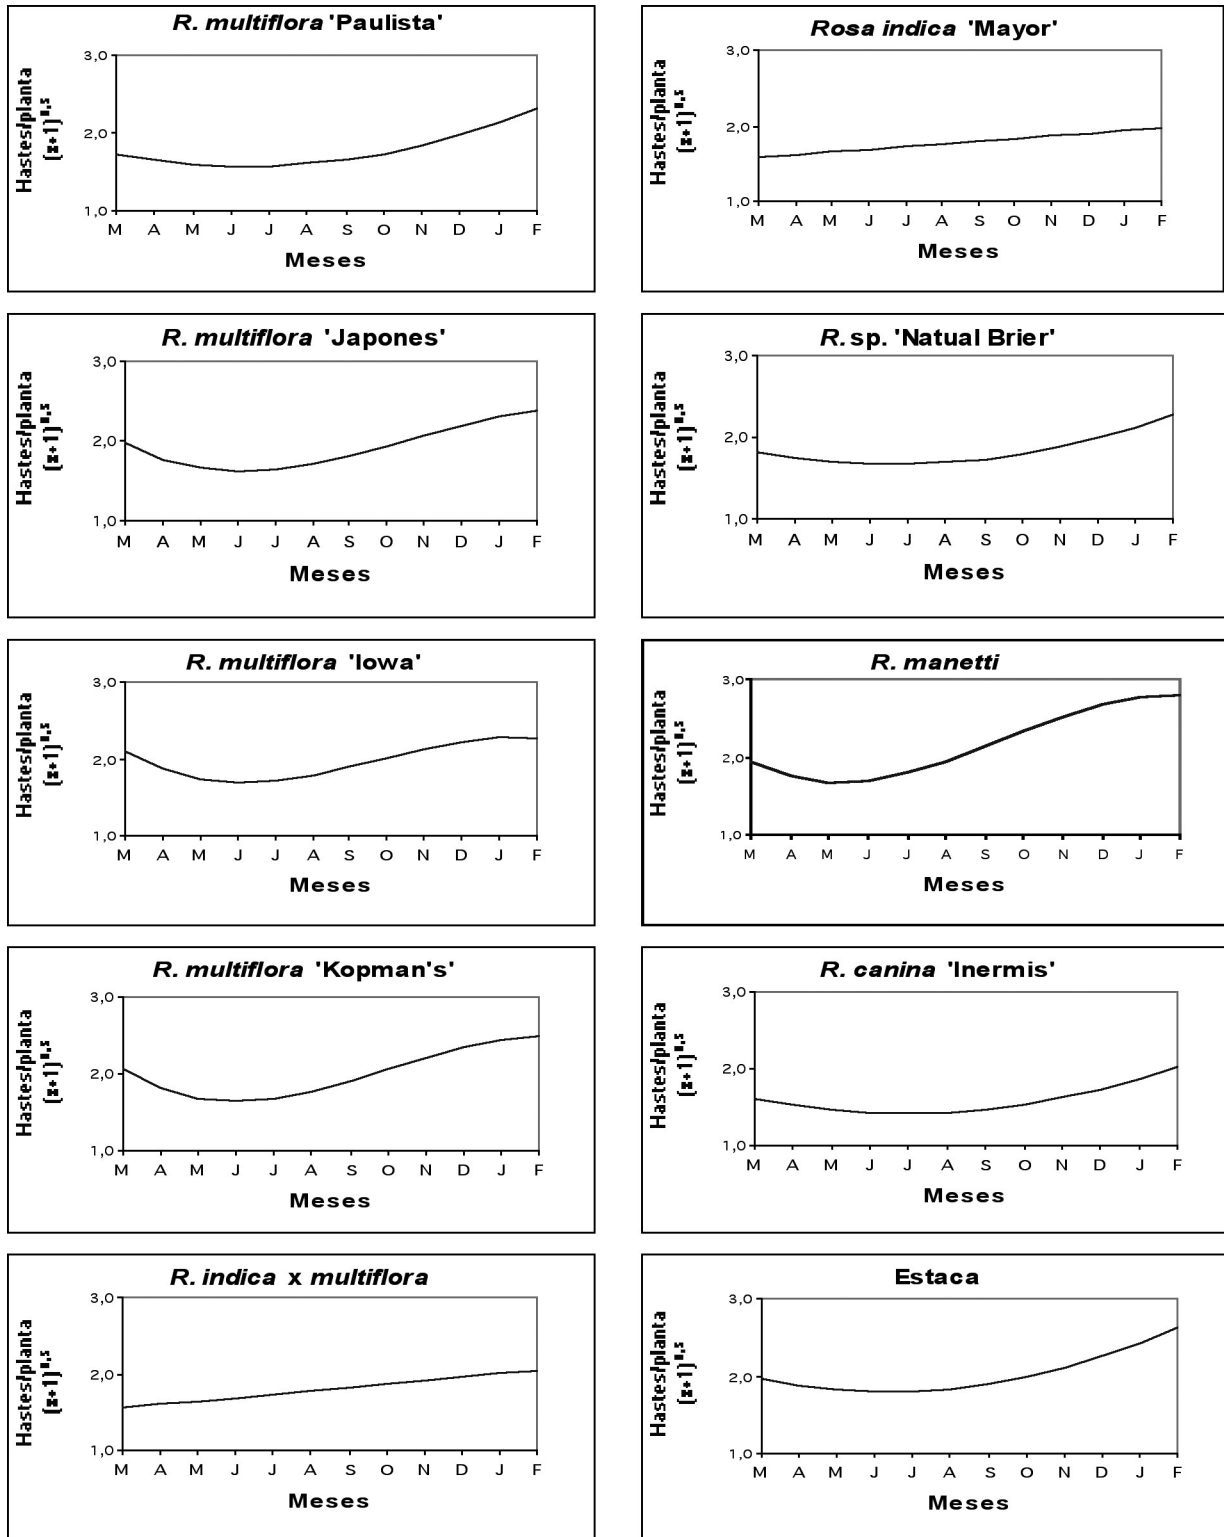 R. multiflora 'Paulista'
Hastes/planta
(x+1)^0,5
3,0
2,0
1,0
M A M J J A S O N D J F
Meses
Rosa indica 'Mayor'
Hastes/planta
(x+1)^0,5
3,0
2,0
1,0
M A M J J A S O N D J F
Meses
R. multiflora 'Japones'
Hastes/planta
(x+1)^0,5
3,0
2,0
1,0
M A M J J A S O N D J F
Meses
R. sp. 'Natual Brier'
Hastes/planta
(x+1)^0,5
3,0
2,0
1,0
M A M J J A S O N D J F
Meses
R. multiflora 'Iowa'
Hastes/planta
(x+1)^0,5
3,0
2,0
1,0
M A M J J A S O N D J F
Meses
R. manetti
Hastes/planta
(x+1)^0,5
3,0
2,0
1,0
M A M J J A S O N D J F
Meses
R. multiflora 'Kopman's'
Hastes/planta
(x+1)^0,5
3,0
2,0
1,0
M A M J J A S O N D J F
Meses
R. canina 'Inermis'
Hastes/planta
(x+1)^0,5
3,0
2,0
1,0
M A M J J A S O N D J F
Meses
R. indica x multiflora
Hastes/planta
(x+1)^0,5
3,0
2,0
1,0
M A M J J A S O N D J F
Meses
Estaca
Hastes/planta
(x+1)^0,5
3,0
2,0
1,0
M A M J J A S O N D J F
Meses